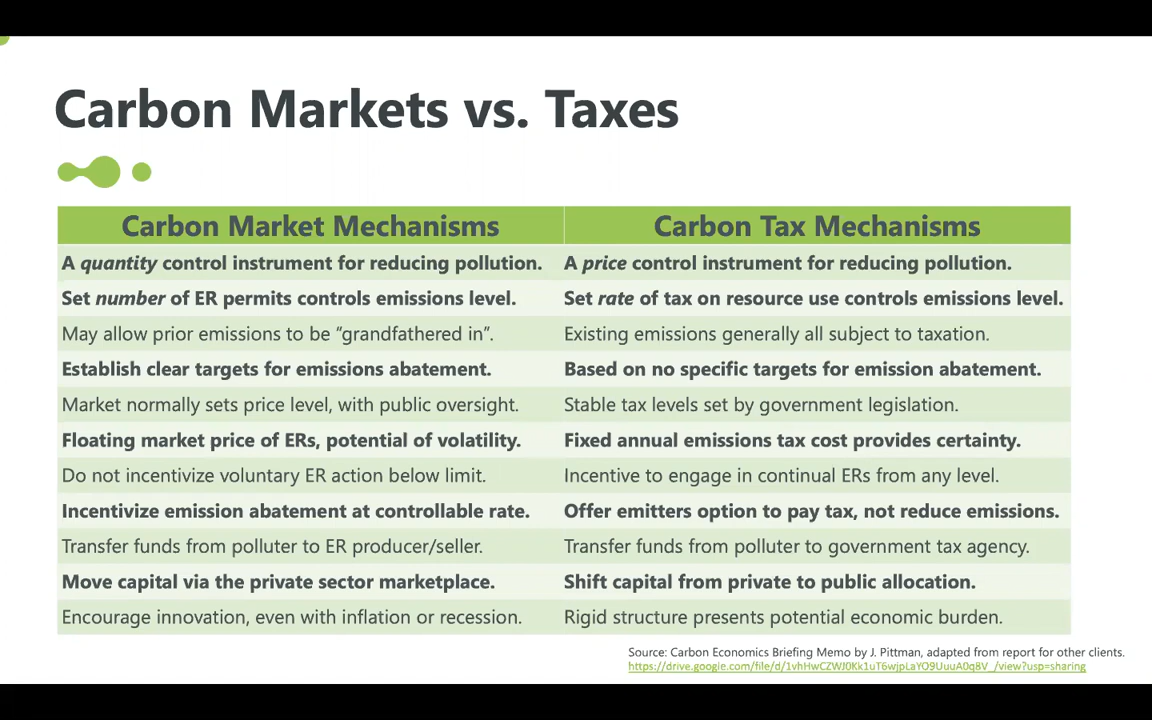 Carbon Markets vs. Taxes
Carbon Market Mechanisms
Carbon Tax Mechanisms
A quantity control instrument for reducing pollution.
A price control instrument for reducing pollution.
Set number of ER permits controls emissions level.
Set rate of tax on resource use controls emissions level.
May allow prior emissions to be “grandfathered in”.
Existing emissions generally all subject to taxation.
Establish clear targets for emissions abatement.
Based on no specific targets for emission abatement.
Market normally sets price level, with public oversight.
Stable tax levels set by government legislation.
Floating market price of ERs, potential of volatility.
Fixed annual emissions tax cost provides certainty.
Do not incentivize voluntary ER action below limit.
Incentive to engage in continual ERs from any level.
Incentivize emission abatement at controllable rate.
Offer emitters option to pay tax, not reduce emissions.
Transfer funds from polluter to ER producer/seller.
Transfer funds from polluter to government tax agency.
Move capital via the private sector marketplace.
Shift capital from private to public allocation.
Encourage innovation, even with inflation or recession.
Rigid structure presents potential economic burden.
Source: Carbon Economics Briefing Memo by J. Pittman, adapted from report for other clients.
https://drive.google.com/file/d/1vhHwCZWJ0Kk1uT6wjpLaYO9UuuA0q8V_/view?usp=sharing